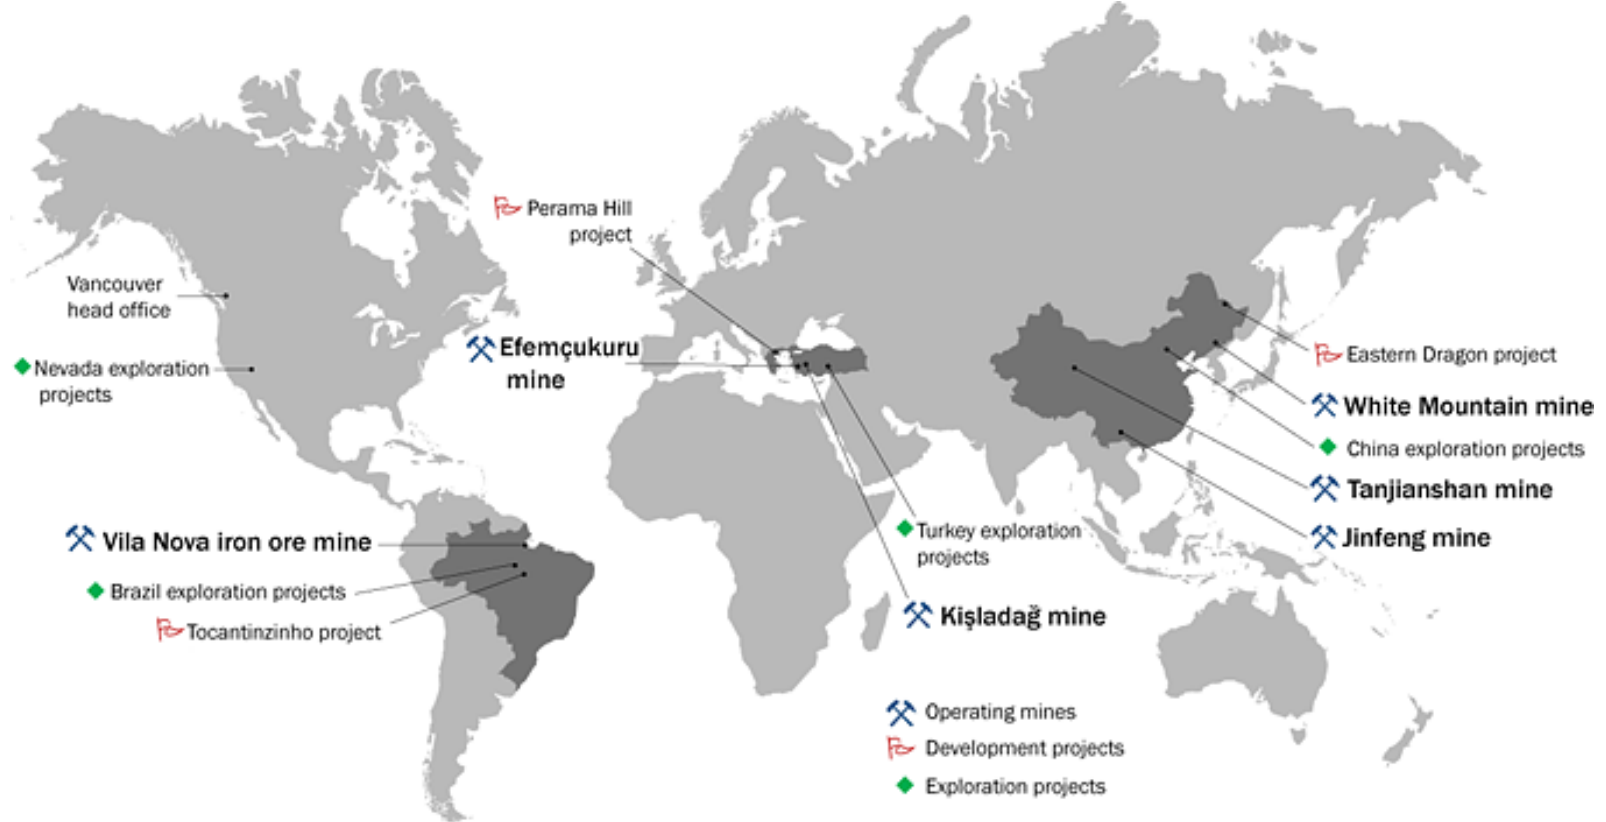 Perama Hill
project
Vancouver
head office
Nevada exploration
projects
Efemçukuru
mine
Eastern Dragon project
White Mountain mine
China exploration projects
Tanjianshan mine
Jinfeng mine
Turkey exploration
projects
Kişladağ mine
Vila Nova iron ore mine
Brazil exploration projects
Tocantinzinho project
Operating mines
Development projects
Exploration projects